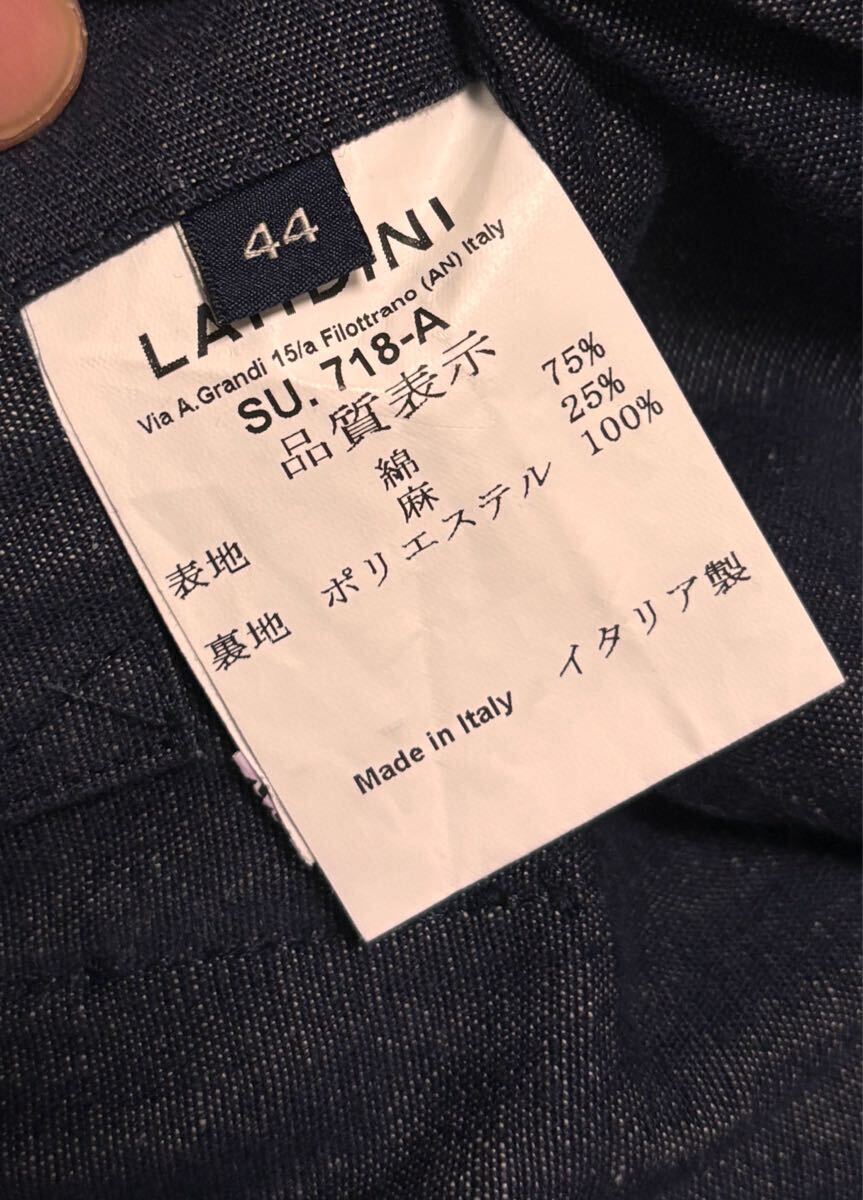 44
Via A.Grandi 15/a Filottrano (AN) Italy
SU. 718-A
品質表示
表地 綿 75%
麻 25%
裏地 ポリエステル 100%
Made in Italy イタリア製